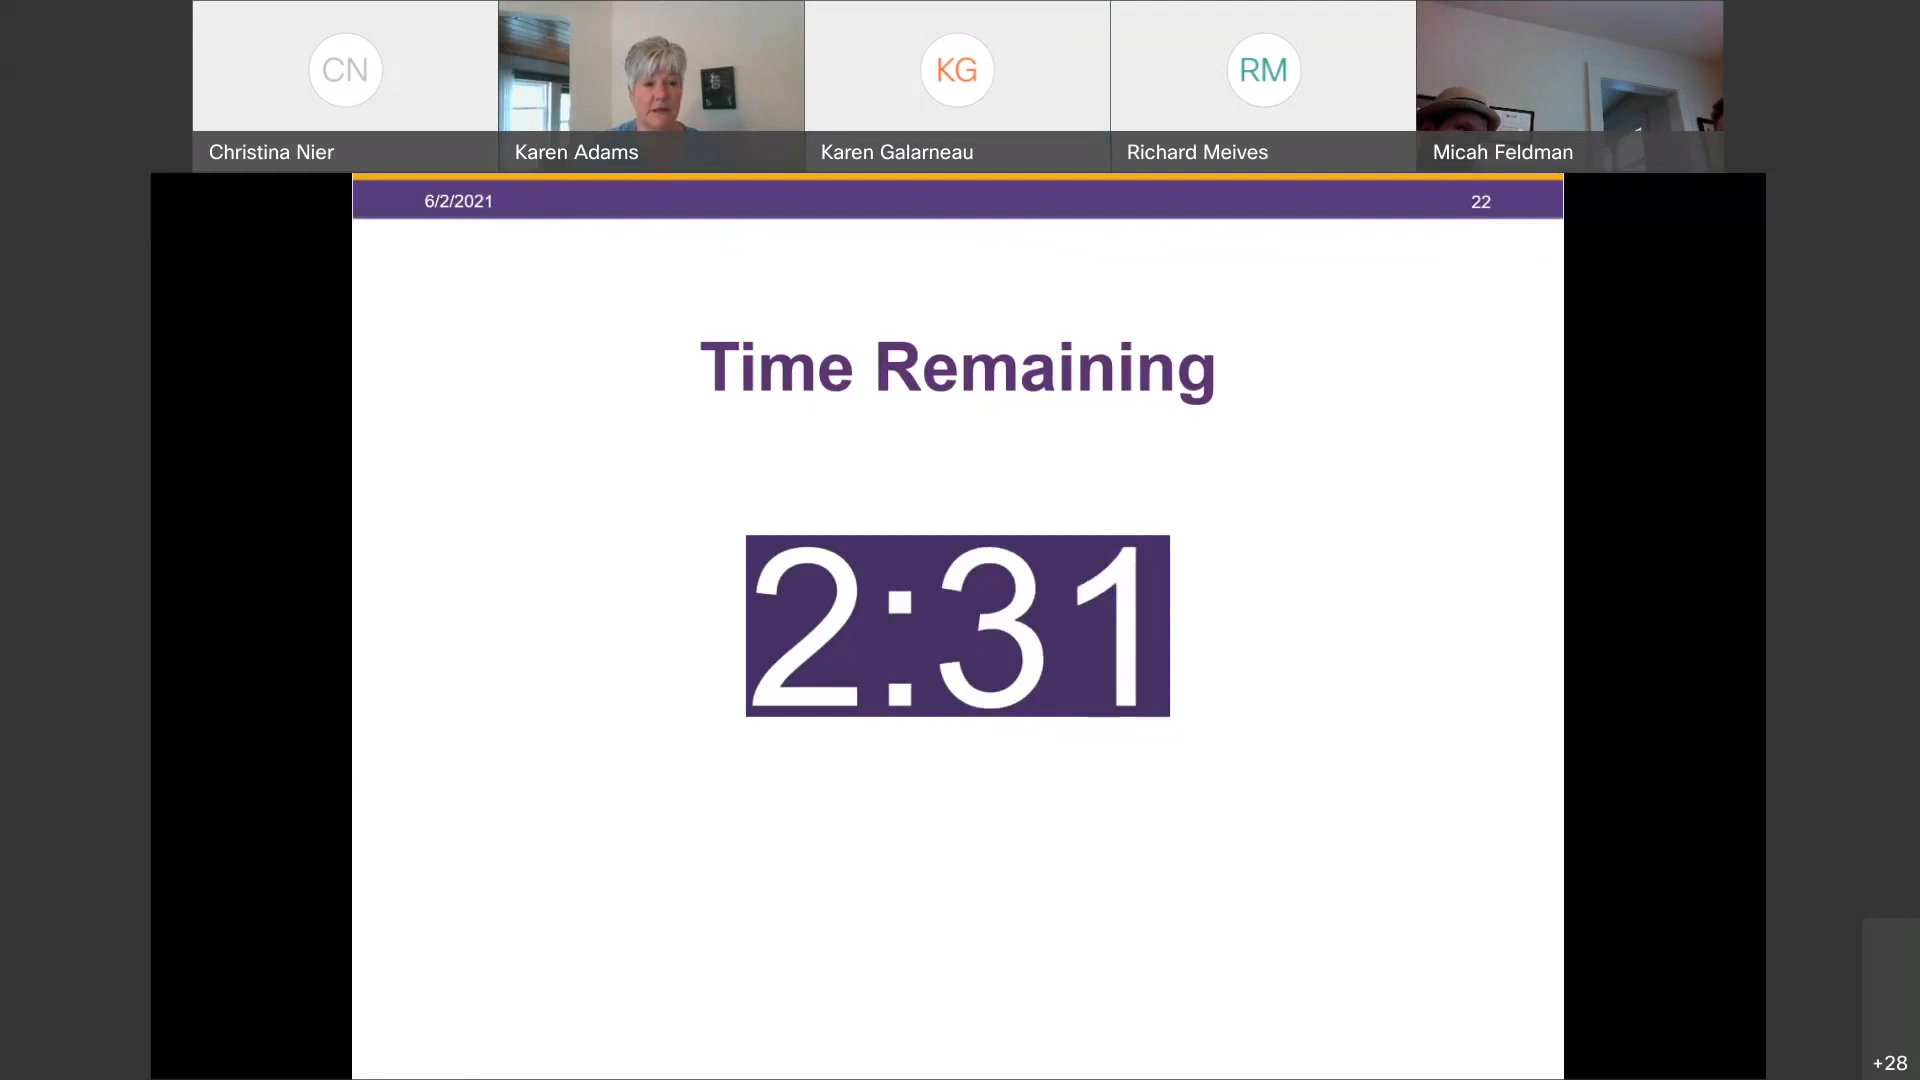 CN
KG
RM
Christina Nier
Karen Adams
Karen Galarneau
Richard Meives
Micah Feldman
6/2/2021
22
Time Remaining
2:31
+28